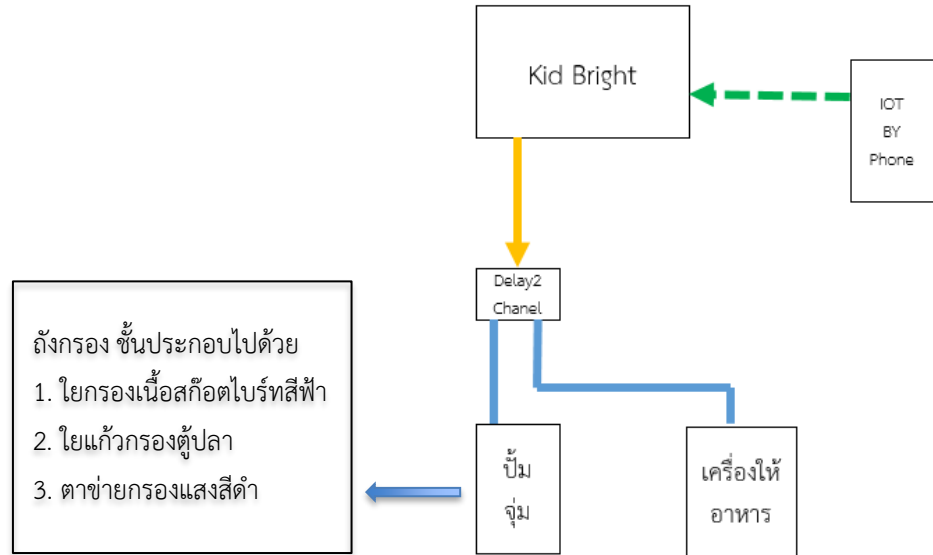 Kid Bright
IOT
BY
Phone
Delay2
Chanel
ถังกรอง ชั้นประกอบไปด้วย
1. ใยกรองเนื้อสก๊อตไบร์ทสีฟ้า
2. ใยแก้วกรองตู้ปลา
3. ตาข่ายกรองแสงสีดำ
ปั้ม
จุ่ม
เครื่องให้
อาหาร